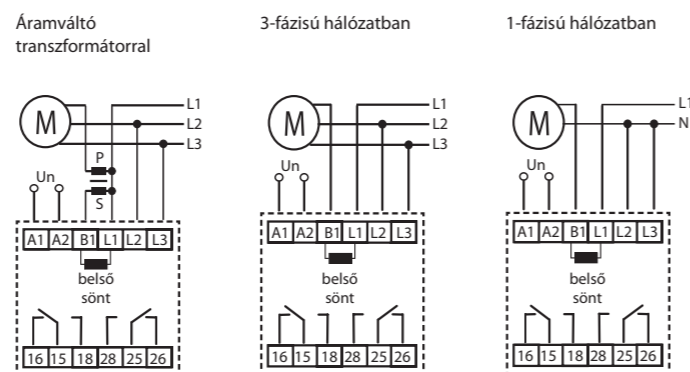 Áramváltó
transzformátorral
M
L1
L2
L3
P
S
Un
A1 A2 B1 L1 L2 L3
belső
sönt
16 15 18 28 25 26
3-fázisú hálózatban
M
L1
L2
L3
Un
A1 A2 B1 L1 L2 L3
belső
sönt
16 15 18 28 25 26
1-fázisú hálózatban
M
L1
N
Un
A1 A2 B1 L1 L2 L3
belső
sönt
16 15 18 28 25 26